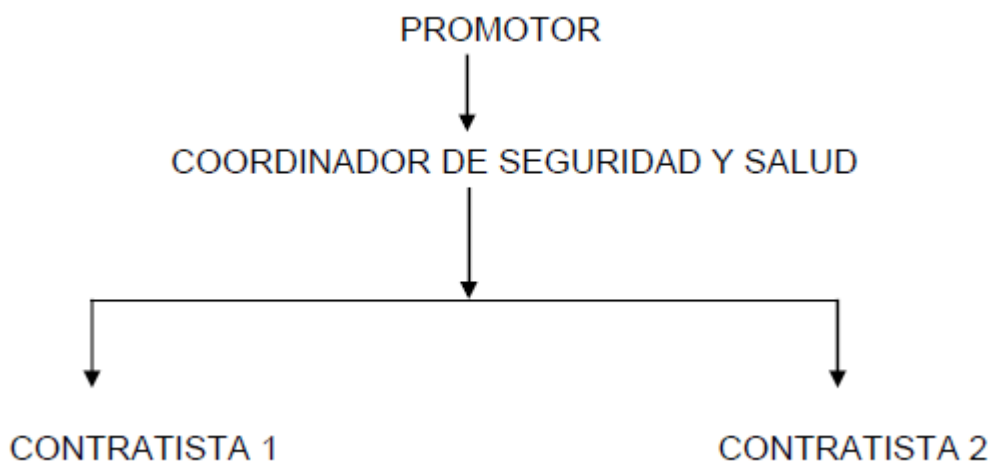 PROMOTOR
COORDINADOR DE SEGURIDAD Y SALUD
CONTRATISTA 1
CONTRATISTA 2